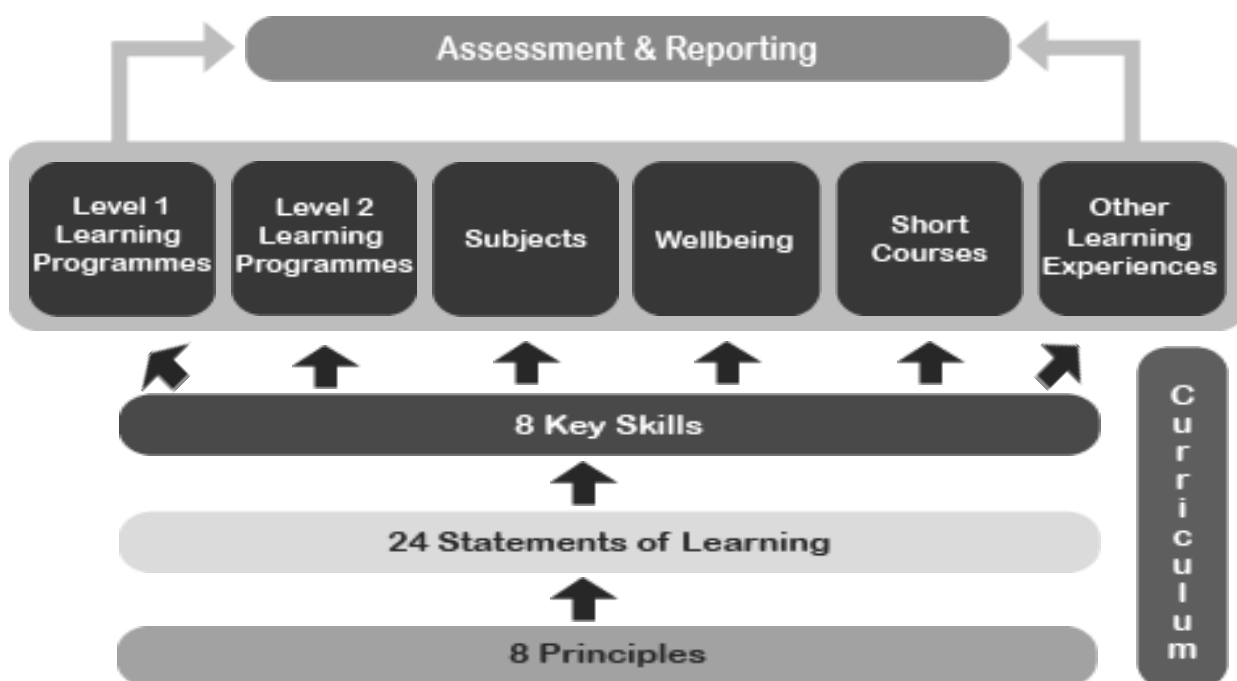 Assessment & Reporting
Level 1
Learning
Programmes
Level 2
Learning
Programmes
Subjects
Wellbeing
Short
Courses
Other
Learning
Experiences
8 Key Skills
24 Statements of Learning
8 Principles
Curriculum